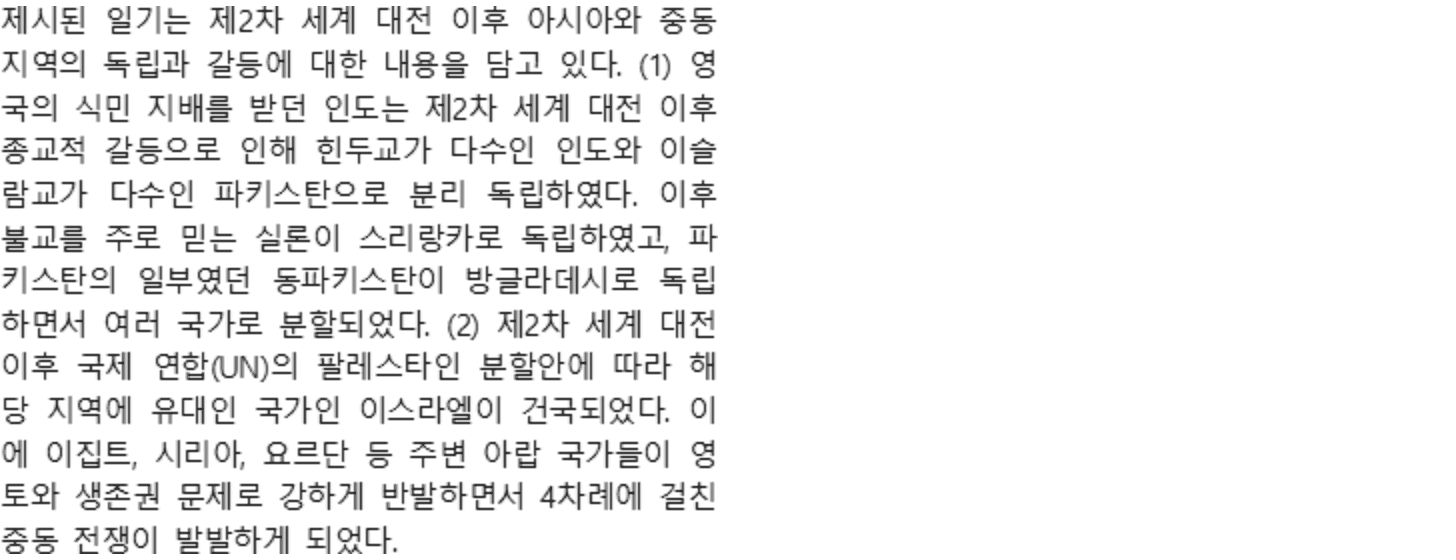 제시된 일기는 제2차 세계 대전 이후 아시아와 중동
지역의 독립과 갈등에 대한 내용을 담고 있다. (1) 영
국의 식민 지배를 받던 인도는 제2차 세계 대전 이후
종교적 갈등으로 인해 힌두교가 다수인 인도와 이슬
람교가 다수인 파키스탄으로 분리 독립하였다. 이후
불교를 주로 믿는 실론이 스리랑카로 독립하였고, 파
키스탄의 일부였던 동파키스탄이 방글라데시로 독립
하면서 여러 국가로 분할되었다. (2) 제2차 세계 대전
이후 국제 연합(UN)의 팔레스타인 분할안에 따라 해
당 지역에 유대인 국가인 이스라엘이 건국되었다. 이
에 이집트, 시리아, 요르단 등 주변 아랍 국가들이 영
토와 생존권 문제로 강하게 반발하면서 4차례에 걸친
중동 전쟁이 발발하게 되었다.